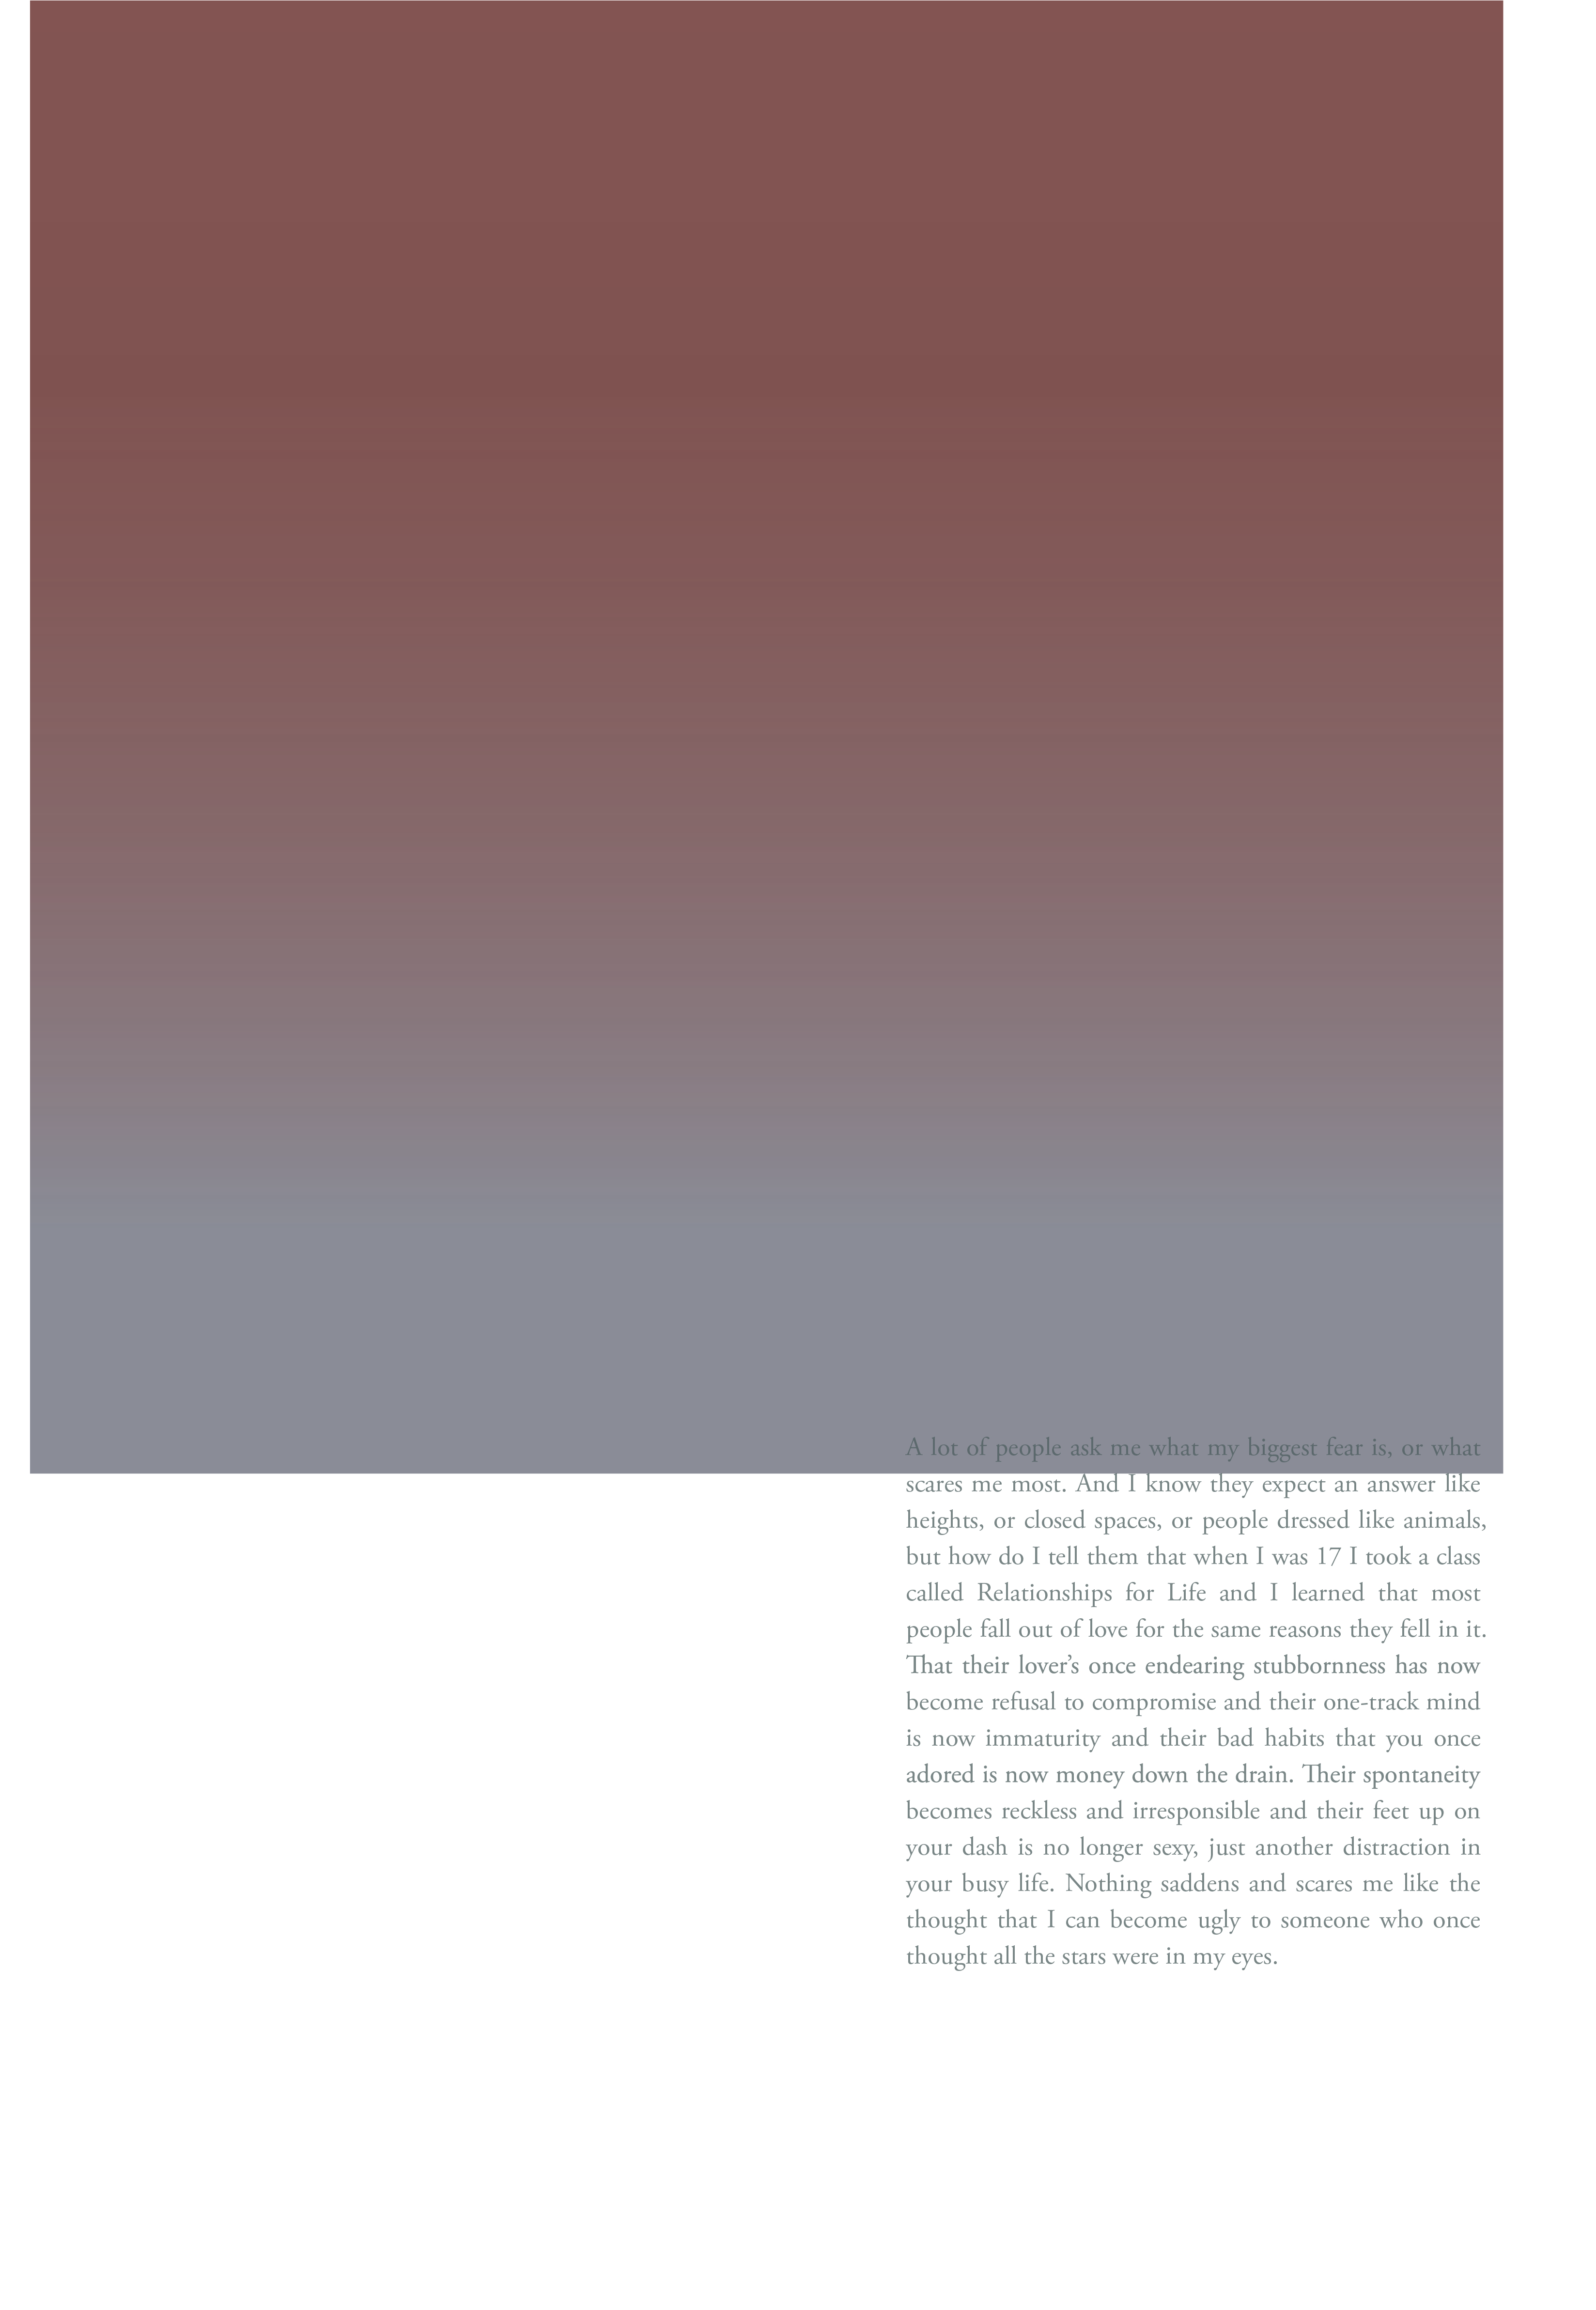 A lot of people ask me what my biggest fear is, or what
scares me most. And I know they expect an answer like
heights, or closed spaces, or people dressed like animals,
but how do I tell them that when I was 17 I took a class
called Relationships for Life and I learned that most
people fall out of love for the same reasons they fell in it.
That their lover’s once endearing stubbornness has now
become refusal to compromise and their one-track mind
is now immaturity and their bad habits that you once
adored is now money down the drain. Their spontaneity
becomes reckless and irresponsible and their feet up on
your dash is no longer sexy, just another distraction in
your busy life. Nothing saddens and scares me like the
thought that I can become ugly to someone who once
thought all the stars were in my eyes.